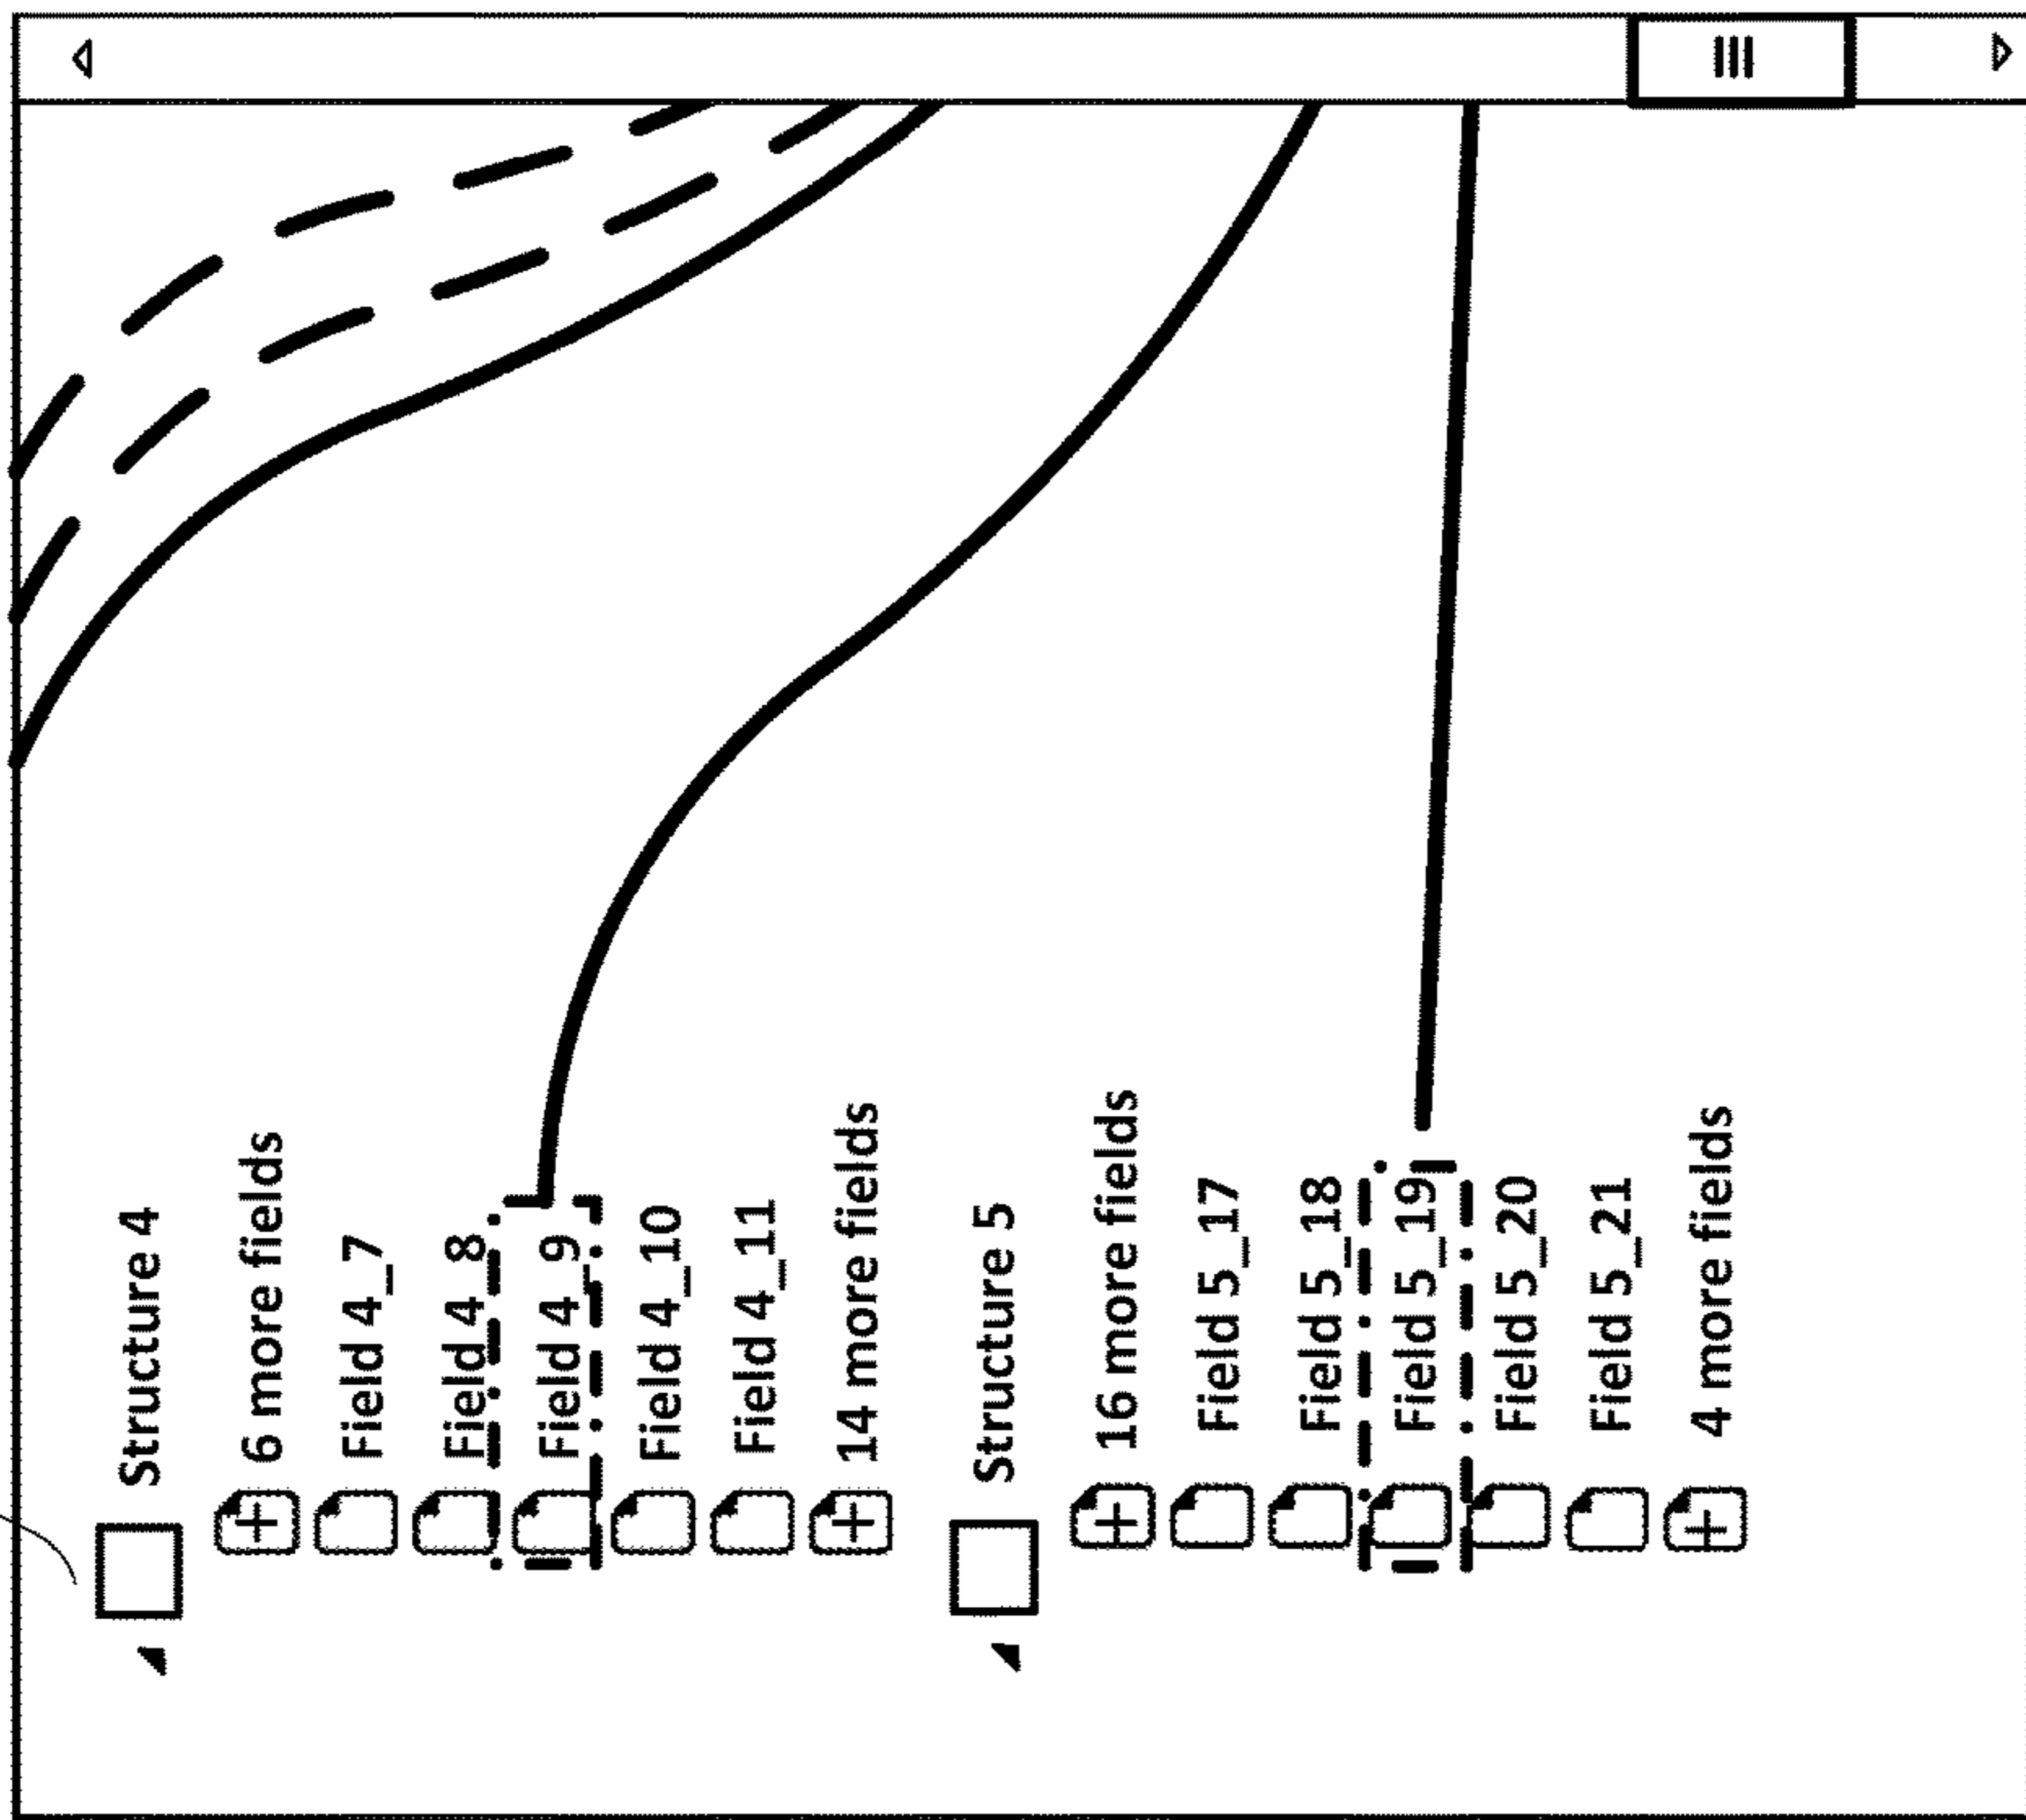 Structure 4
6 more fields
Field 4_7
Field 4_8
Field 4_9
Field 4_10
Field 4_11
14 more fields
Structure 5
16 more fields
Field 5_17
Field 5_18
Field 5_19
Field 5_20
Field 5_21
4 more fields